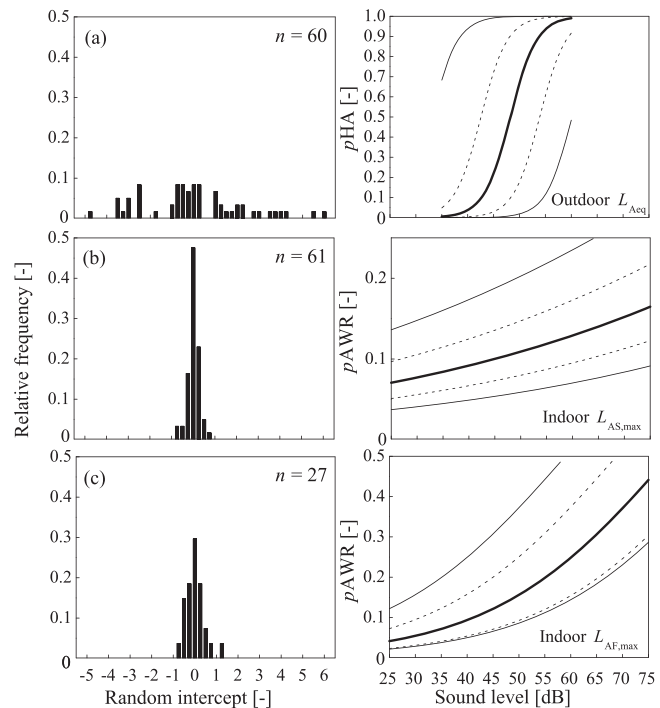 (a)
n = 60
0.5
0.4
0.3
0.2
0.1
0
1.0
0.9
0.8
0.7
0.6
0.5
0.4
0.3
0.2
0.1
0
pHA [-]
Outdoor LAeq
(b)
n = 61
0.5
0.4
0.3
0.2
0.1
0
Relative frequency [-]
0.2
0.1
0
pAWR [-]
Indoor LAS,max
(c)
n = 27
0.5
0.4
0.3
0.2
0.1
0
-5 -4 -3 -2 -1 0 1 2 3 4 5 6
Random intercept [-]
0.5
0.4
0.3
0.2
0.1
0
pAWR [-]
Indoor LAF,max
25 30 35 40 45 50 55 60 65 70 75
Sound level [dB]